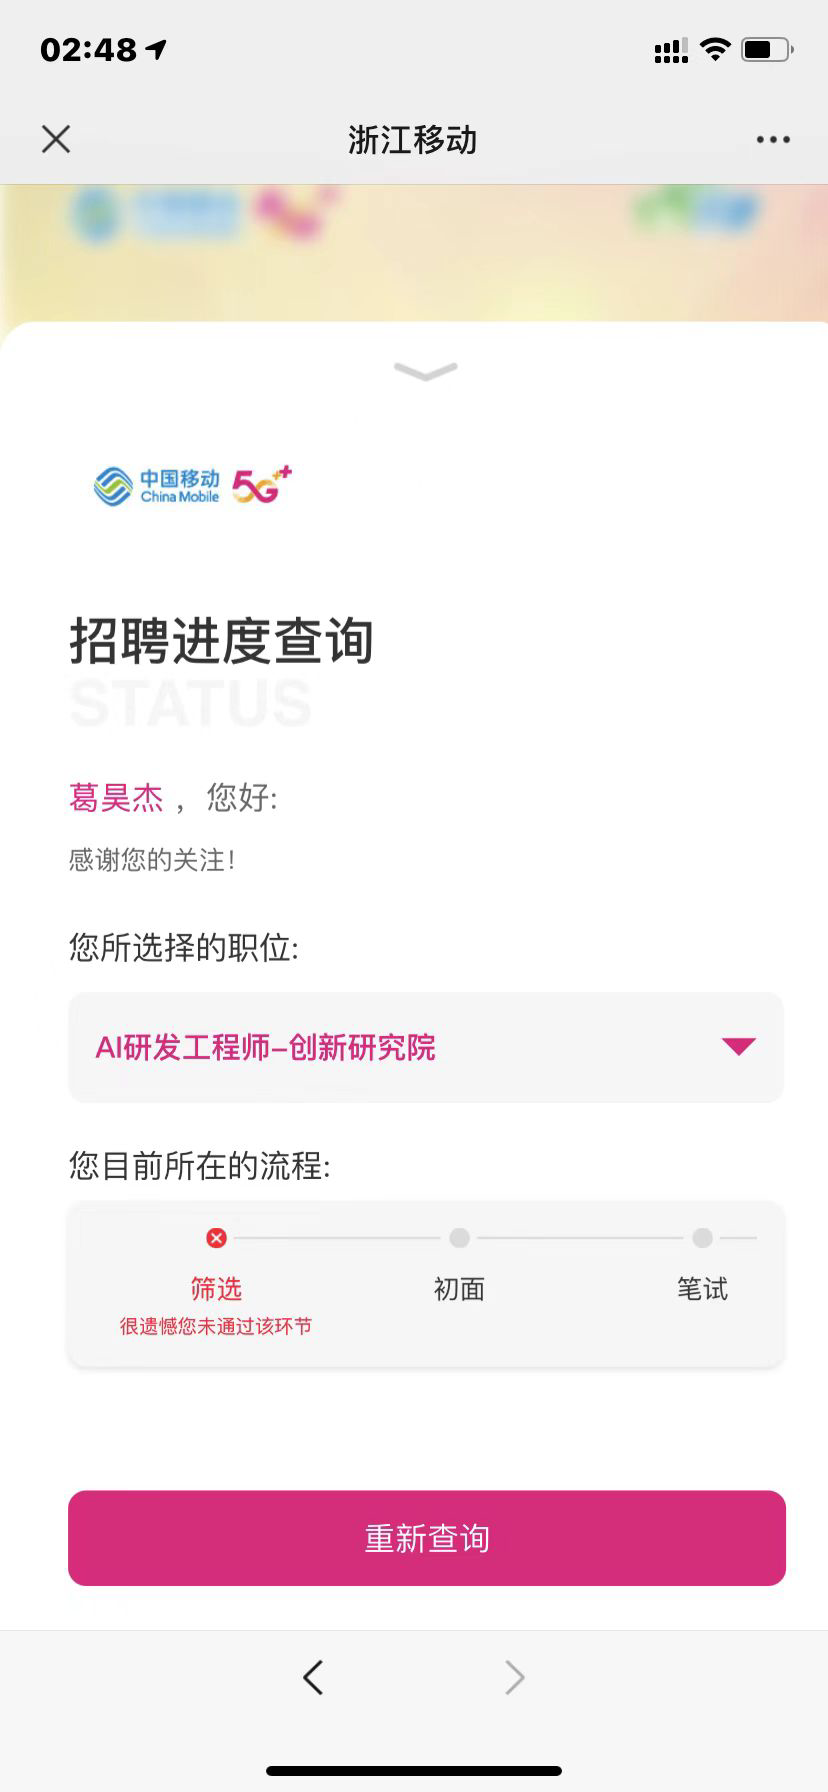 02:48
浙江移动
中国移动 5G++
China Mobile
招聘进度查询
STATUS
葛昊杰 ，您好:
感谢您的关注!
您所选择的职位:
AI研发工程师-创新研究院
您目前所在的流程:
筛选 初面 笔试
很遗憾您未通过该环节
重新查询